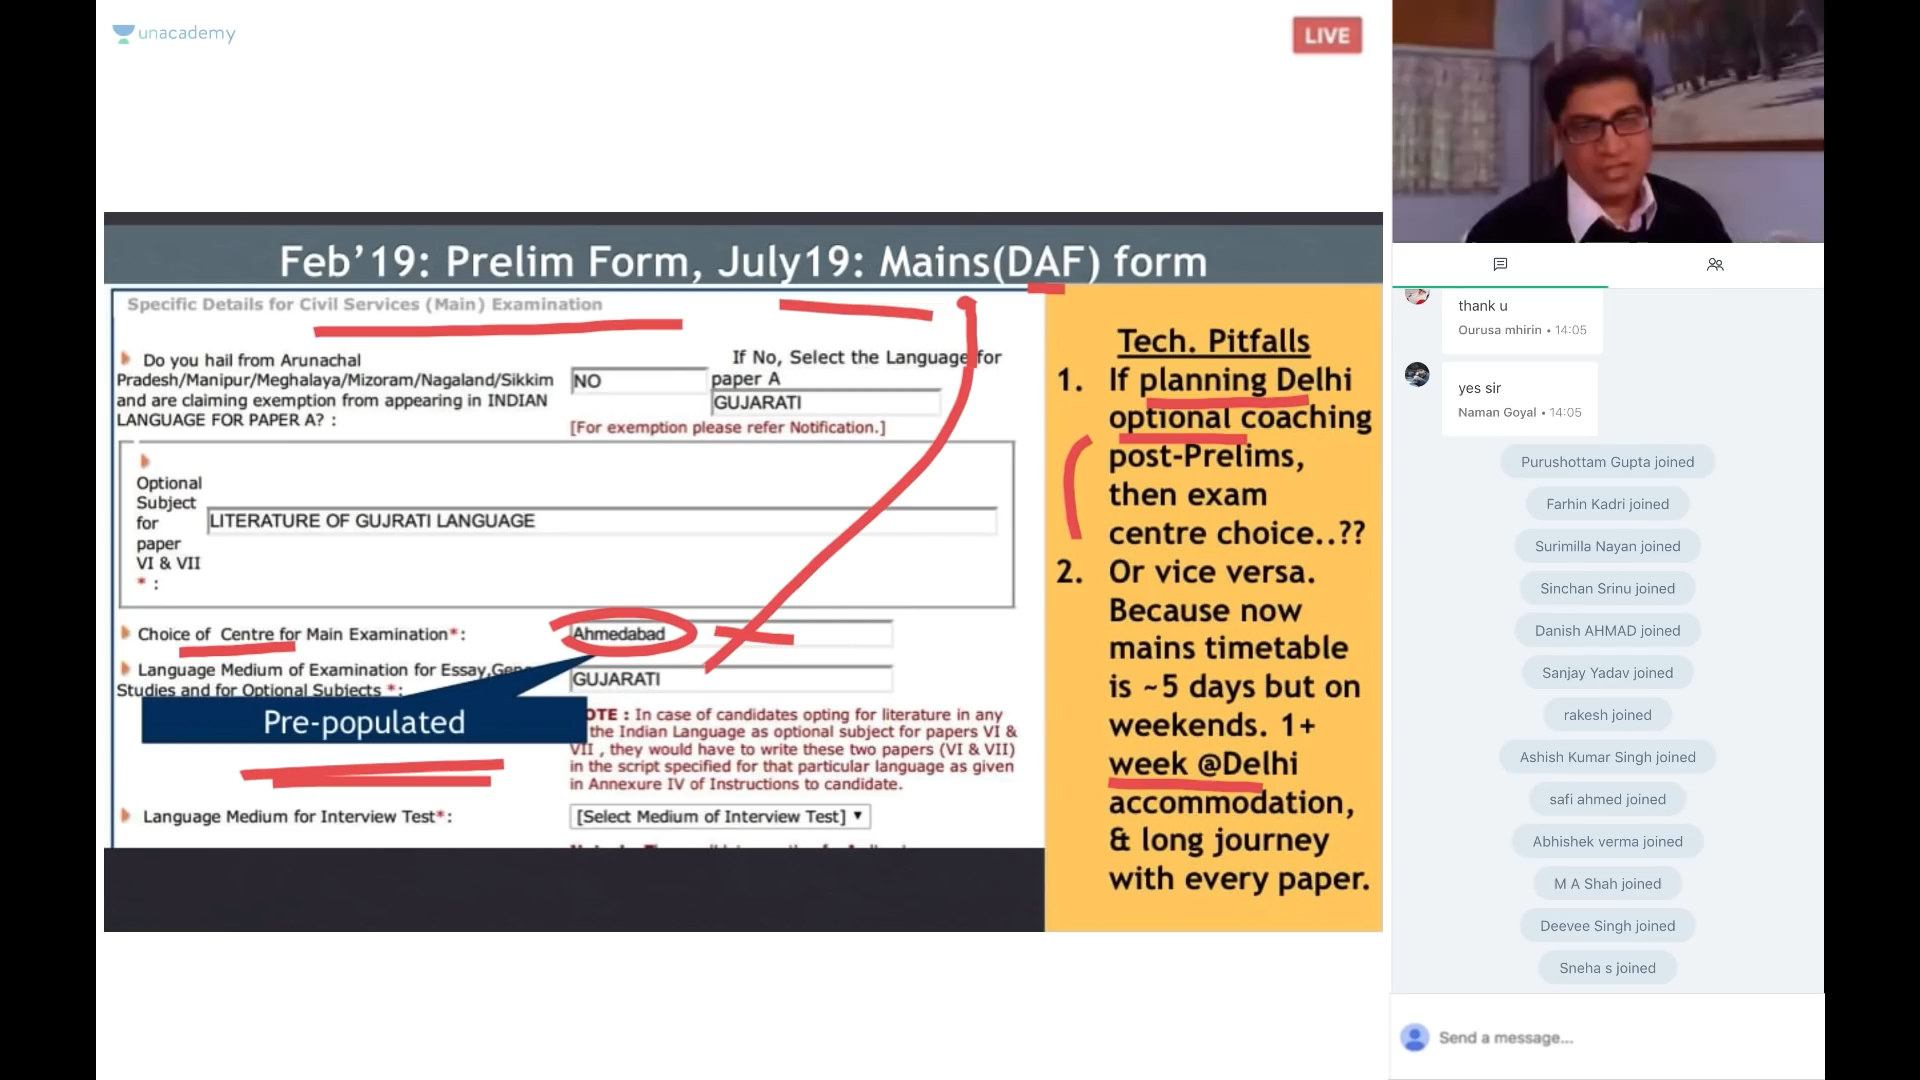 unacademy
LIVE
Feb’19: Prelim Form, July19: Mains(DAF) form
Specific Details for Civil Services (Main) Examination
Do you hail from Arunachal
Pradesh/Manipur/Meghalaya/Mizoram/Nagaland/Sikkim
and are claiming exemption from appearing in INDIAN
LANGUAGE FOR PAPER A? :
NO
If No, Select the Language for
paper A
GUJARATI
[For exemption please refer Notification.]
Optional
Subject
for
paper
VI & VII
* :
LITERATURE OF GUJRATI LANGUAGE
Choice of Centre for Main Examination*:
Ahmedabad
Language Medium of Examination for Essay,Gen
Studies and for Optional Subjects *:
GUJARATI
Pre-populated
OTE : In case of candidates opting for literature in any
the Indian Language as optional subject for papers VI &
VII , they would have to write these two papers (VI & VII)
in the script specified for that particular language as given
in Annexure IV of Instructions to candidate.
Language Medium for Interview Test*:
[Select Medium of Interview Test]
Tech. Pitfalls
1. If planning Delhi
optional coaching
post-Prelims,
then exam
centre choice..??
2. Or vice versa.
Because now
mains timetable
is ~5 days but on
weekends. 1+
week @Delhi
accommodation,
& long journey
with every paper.
thank u
Ourusa mhirin • 14:05
yes sir
Naman Goyal • 14:05
Purushottam Gupta joined
Farhin Kadri joined
Surimilla Nayan joined
Sinchan Srinu joined
Danish AHMAD joined
Sanjay Yadav joined
rakesh joined
Ashish Kumar Singh joined
safi ahmed joined
Abhishek verma joined
M A Shah joined
Deevee Singh joined
Sneha s joined
Send a message...